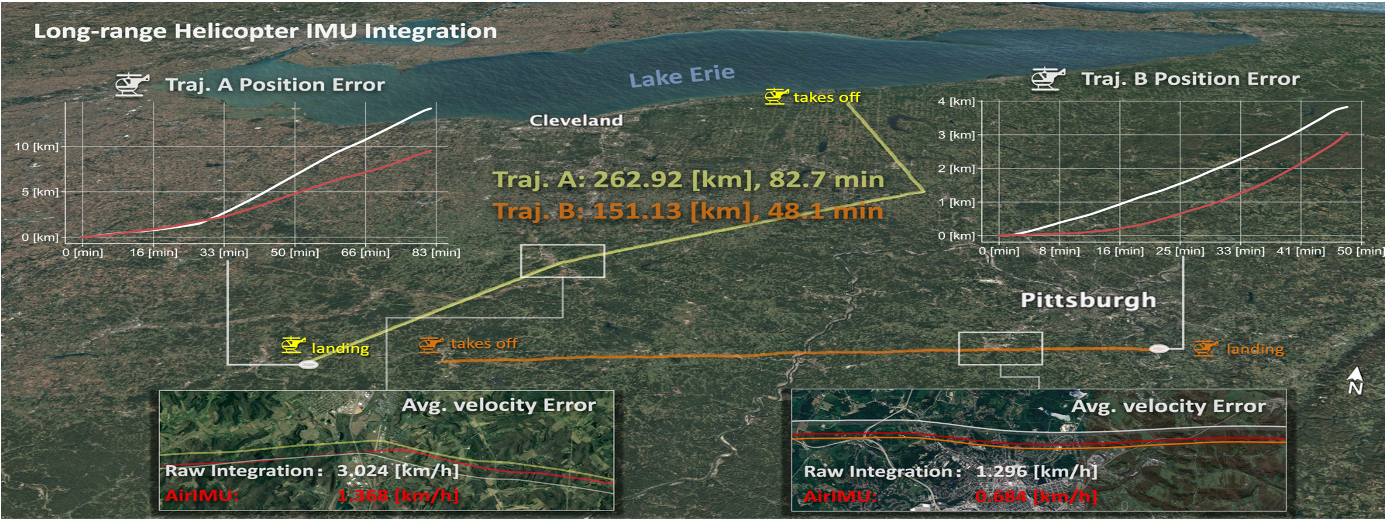 Long-range Helicopter IMU Integration
Traj. A Position Error
10 [km]
5 [km]
0 [km]
0 [min] 16 [min] 33 [min] 50 [min] 66 [min] 83 [min]
Lake Erie
takes off
Cleveland
Traj. A: 262.92 [km], 82.7 min
Traj. B: 151.13 [km], 48.1 min
Traj. B Position Error
4 [km]
3 [km]
2 [km]
1 [km]
0 [km]
0 [min] 8 [min] 16 [min] 25 [min] 33 [min] 41 [min] 50 [min]
Pittsburgh
landing
takes off
landing
N
Avg. velocity Error
Raw Integration: 3.024 [km/h]
AirIMU: 1.368 [km/h]
Avg. velocity Error
Raw Integration: 1.296 [km/h]
AirIMU: 0.684 [km/h]